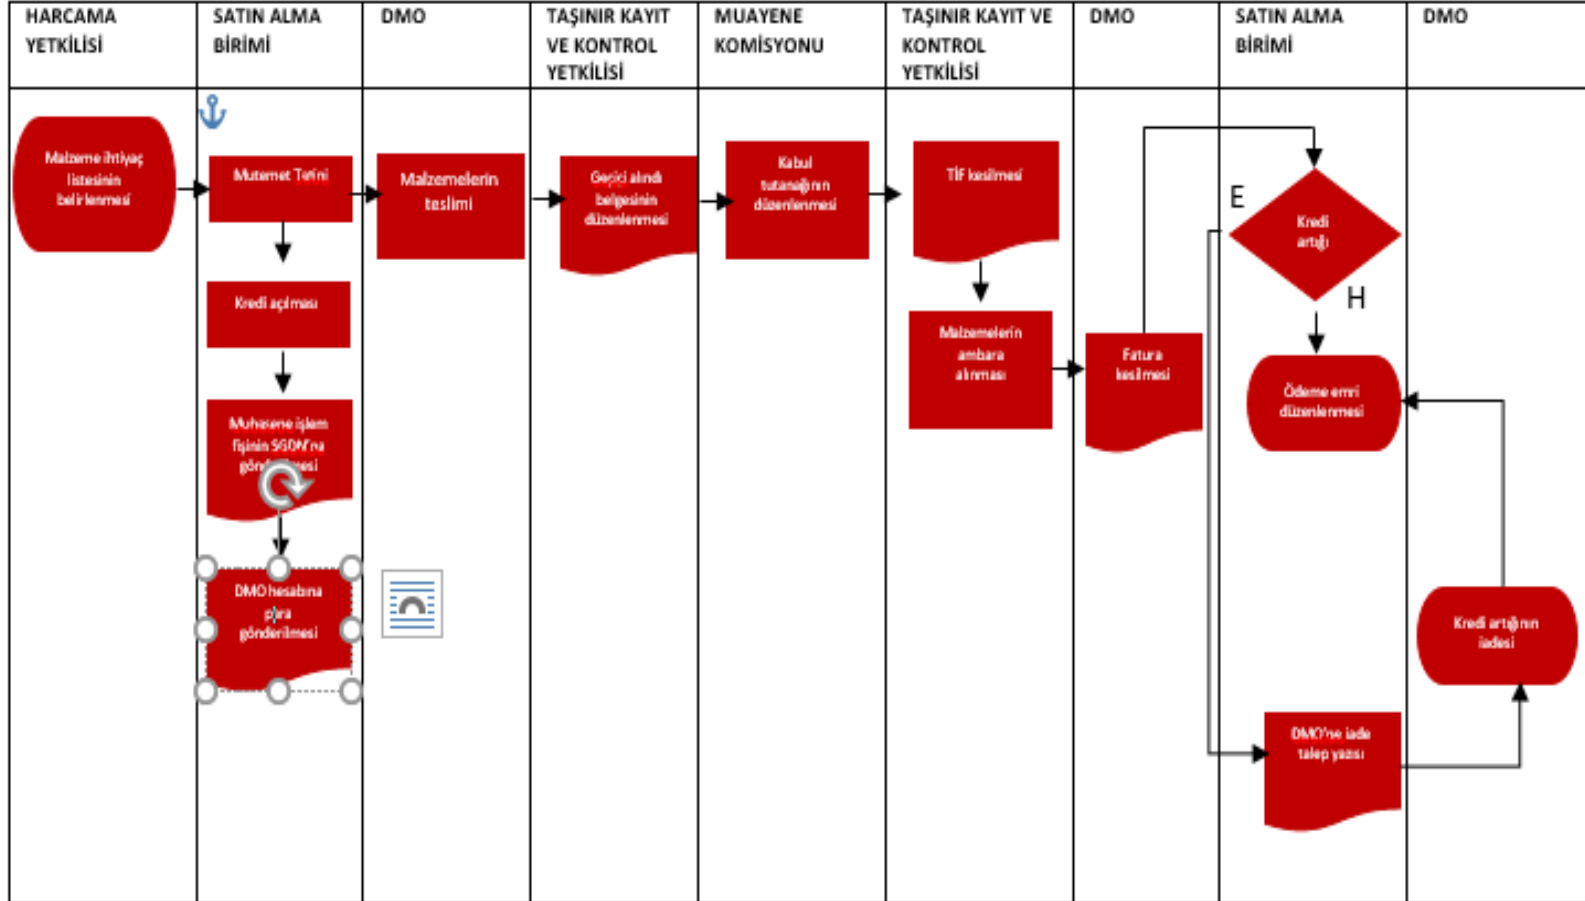 HARCAMA
YETKİLİSİ
SATIN ALMA
BİRİMİ
DMO
TAŞINIR KAYIT
VE KONTROL
YETKİLİSİ
MUAYENE
KOMİSYONU
TAŞINIR KAYIT VE
KONTROL
YETKİLİSİ
DMO
SATIN ALMA
BİRİMİ
DMO
Malzeme ihtiyaç
listesinin
belirlenmesi
Mutemet Tayini
Kredi açılması
Muhasebe işlem
fişinin SGDN'na
DMO hesabına
para
gönderilmesi
Malzemelerin
teslimi
Geçici alındı
belgesinin
düzenlenmesi
Kabul
tutanağının
düzenlenmesi
TİF kesilmesi
Malzemelerin
ambara
alınması
Fatura
kesilmesi
E
Kredi
artığı
H
Ödeme emri
düzenlenmesi
DMO'ne iade
talep yazısı
Kredi artığının
iadesi